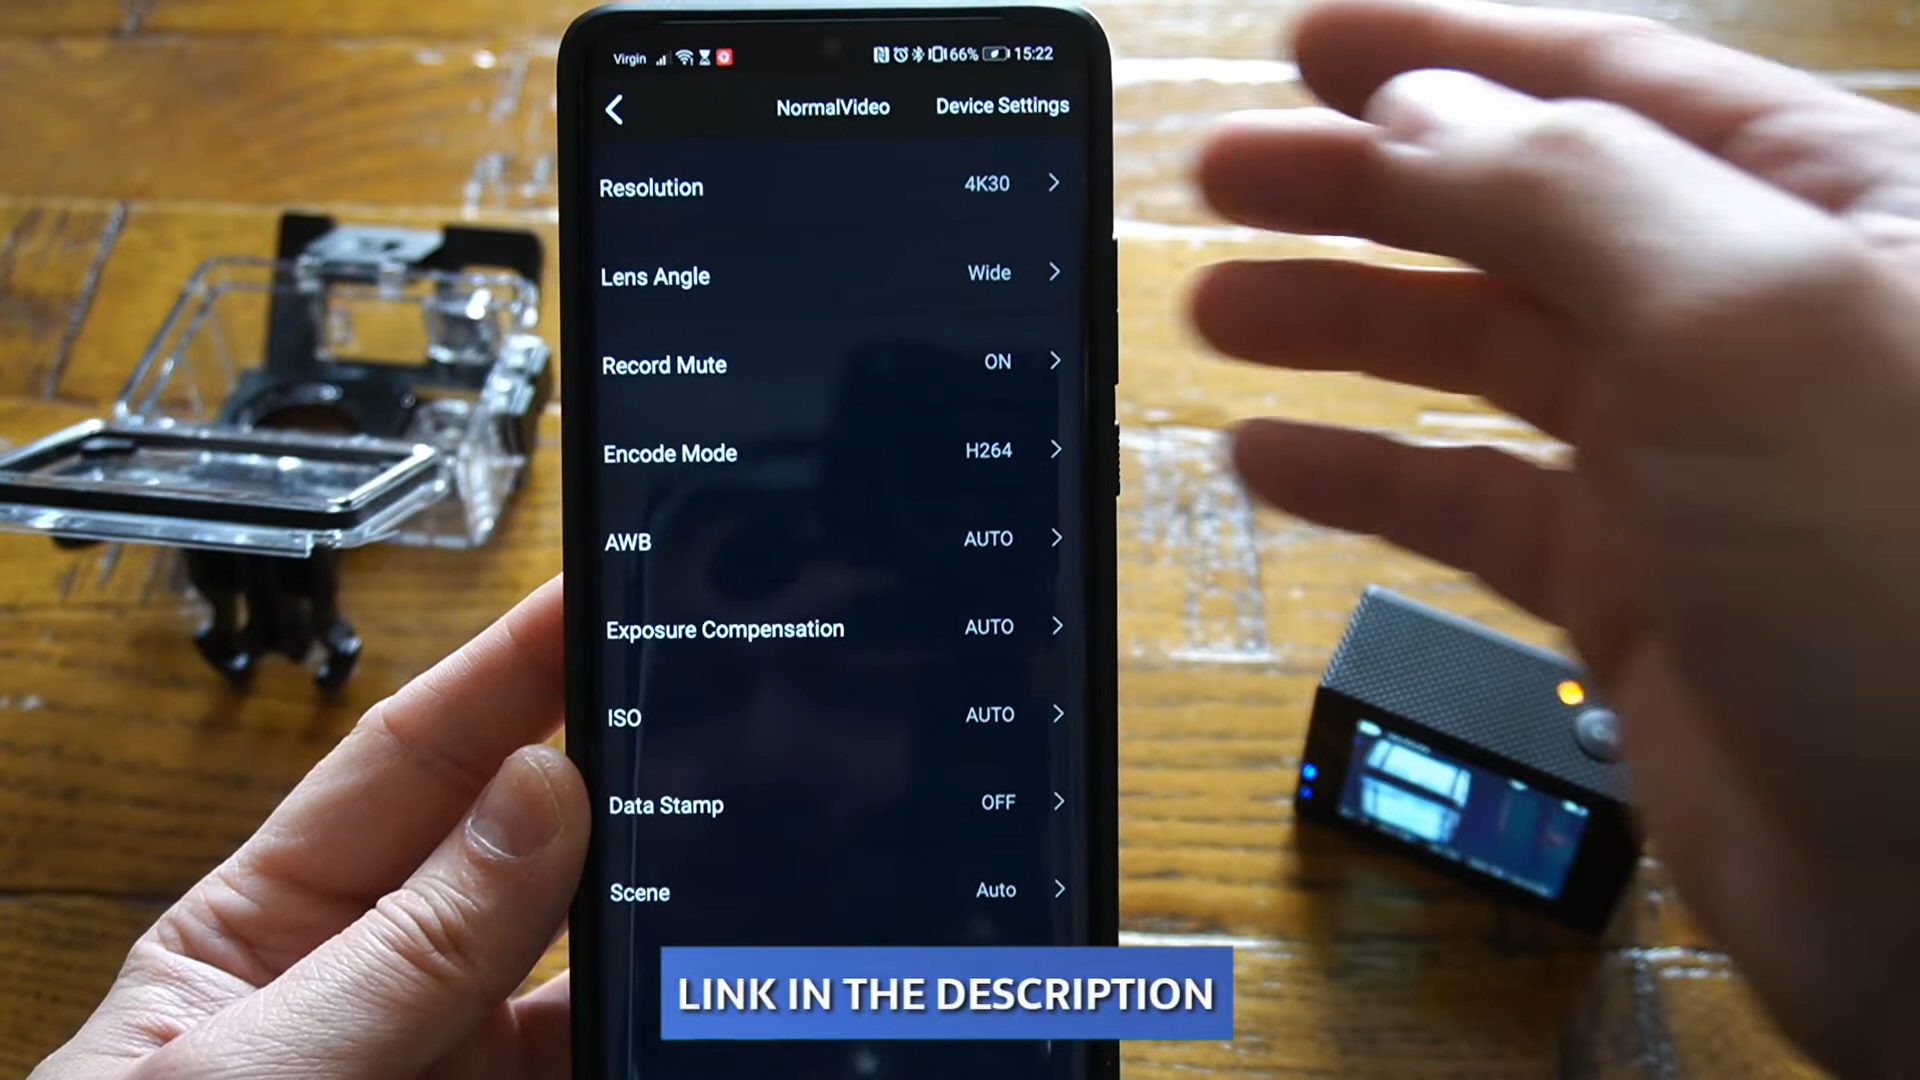 Virgin 66% 15:22
NormalVideo Device Settings
Resolution 4K30
Lens Angle Wide
Record Mute ON
Encode Mode H264
AWB AUTO
Exposure Compensation AUTO
ISO AUTO
Data Stamp OFF
Scene Auto
LINK IN THE DESCRIPTION